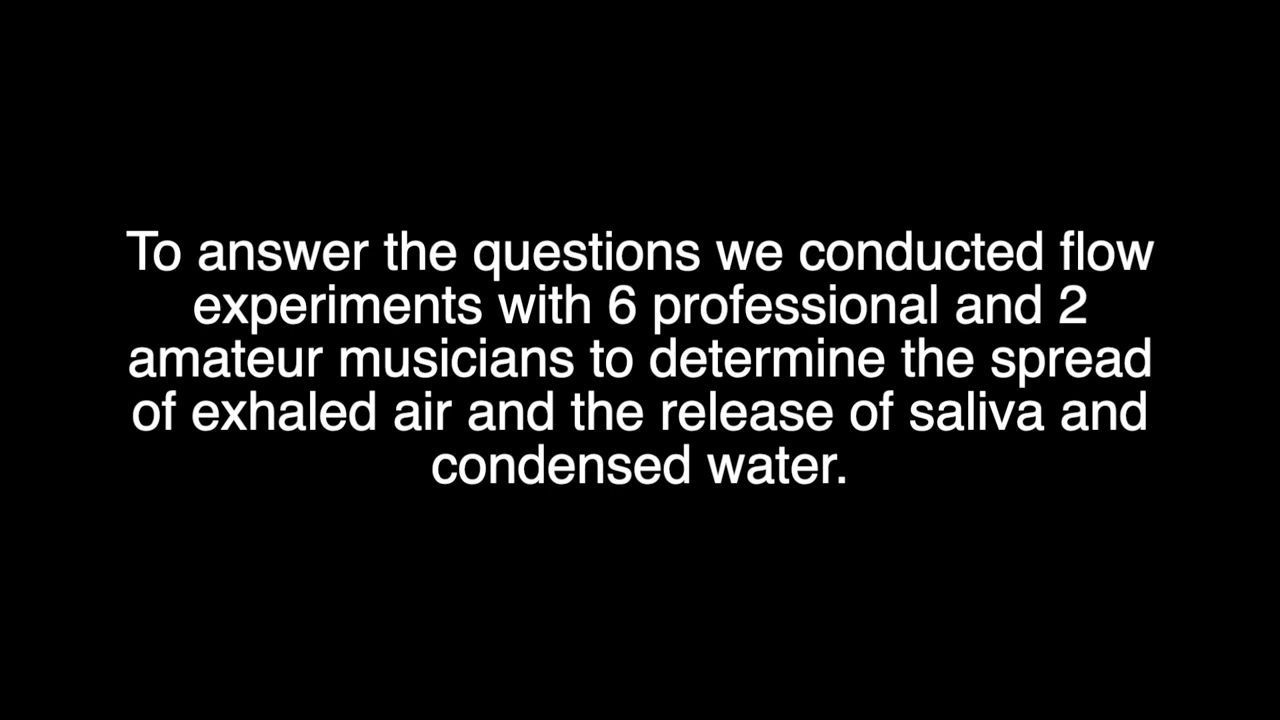 To answer the questions we conducted flow
experiments with 6 professional and 2
amateur musicians to determine the spread
of exhaled air and the release of saliva and
condensed water.